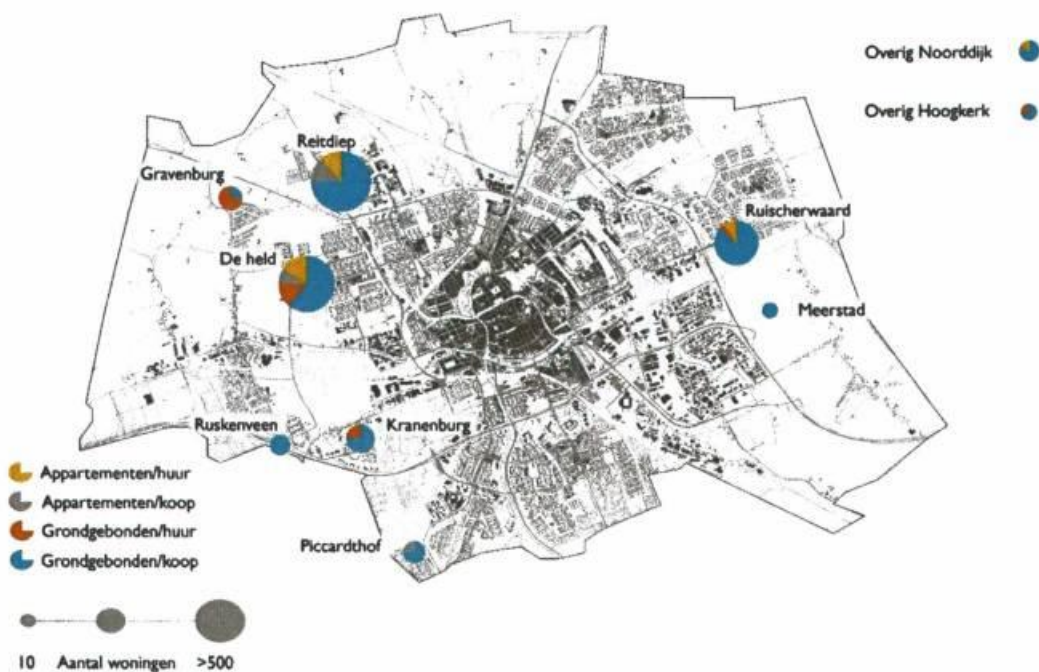 Overig Noorddijk
Overig Hoogkerk
Reitdiep
Gravenburg
Ruischerwaard
De held
Meerstad
Ruskenveen
Kranenburg
Appartementen/huur
Appartementen/koop
Grondgebonden/huur
Grondgebonden/koop
Piccardthof
10 Aantal woningen >500